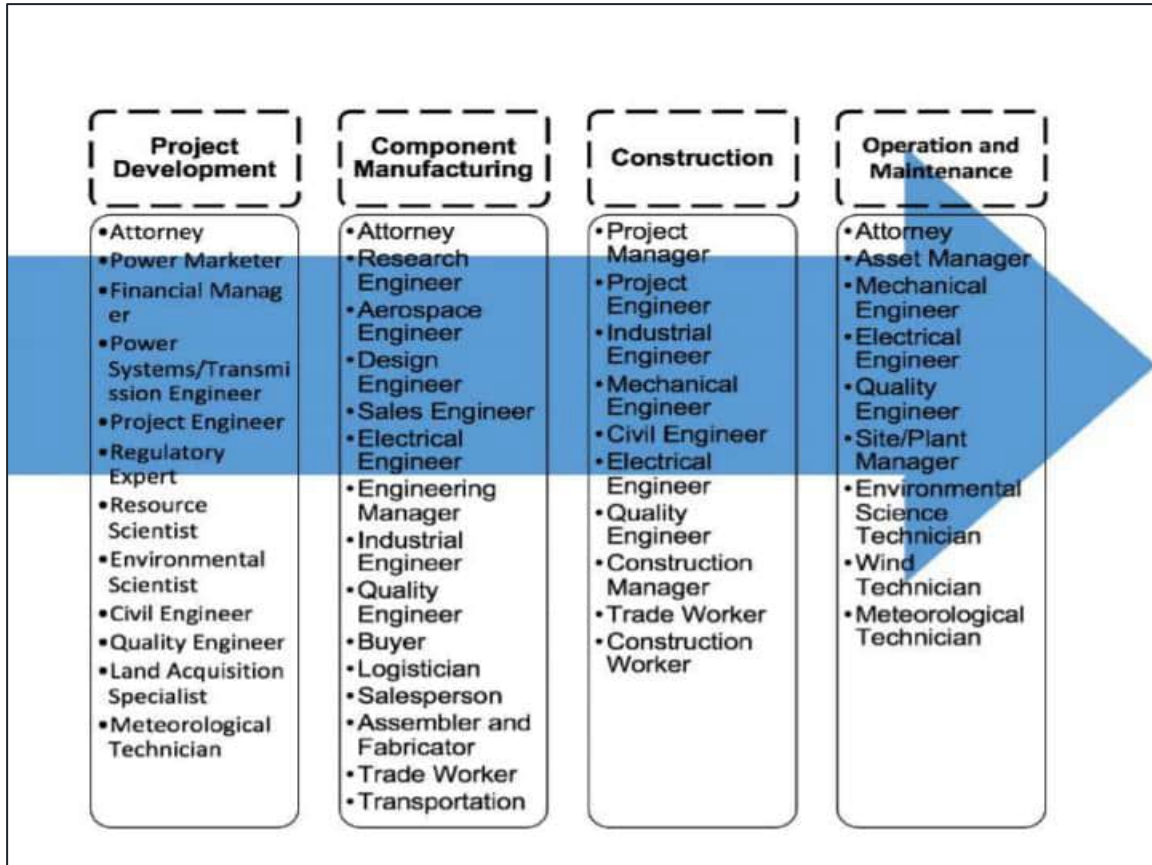 Project
Development
•Attorney
•Power Marketer
•Financial Manag
er
•Power
Systems/Transmi
ssion Engineer
•Project Engineer
•Regulatory
Expert
•Resource
Scientist
•Environmental
Scientist
•Civil Engineer
•Quality Engineer
•Land Acquisition
Specialist
•Meteorological
Technician
Component
Manufacturing
•Attorney
•Research
Engineer
•Aerospace
Engineer
•Design
Engineer
•Sales Engineer
•Electrical
Engineer
•Engineering
Manager
•Industrial
Engineer
•Quality
Engineer
•Buyer
•Logistician
•Salesperson
•Assembler and
Fabricator
•Trade Worker
•Transportation
Construction
•Project
Manager
•Project
Engineer
•Industrial
Engineer
•Mechanical
Engineer
•Civil Engineer
•Electrical
Engineer
•Quality
Engineer
•Construction
Manager
•Trade Worker
•Construction
Worker
Operation and
Maintenance
•Attorney
•Asset Manager
•Mechanical
Engineer
•Electrical
Engineer
•Quality
Engineer
•Site/Plant
Manager
•Environmental
Science
Technician
•Wind
Technician
•Meteorological
Technician